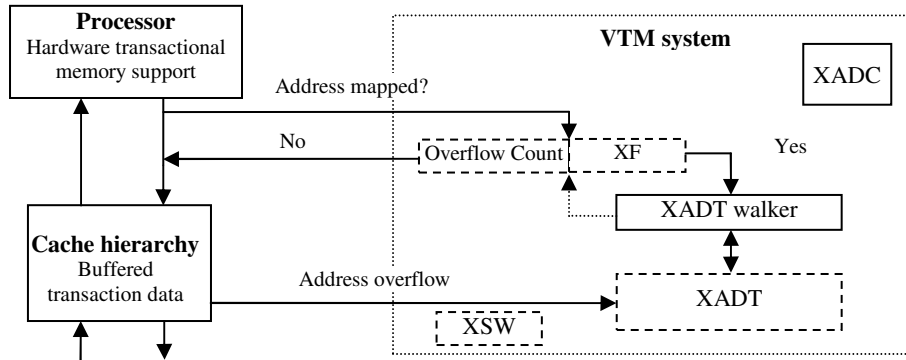 Processor
Hardware transactional
memory support
VTM system
XADC
Address mapped?
No
Overflow Count
XF
Yes
XADT walker
Cache hierarchy
Buffered
transaction data
Address overflow
XADT
XSW